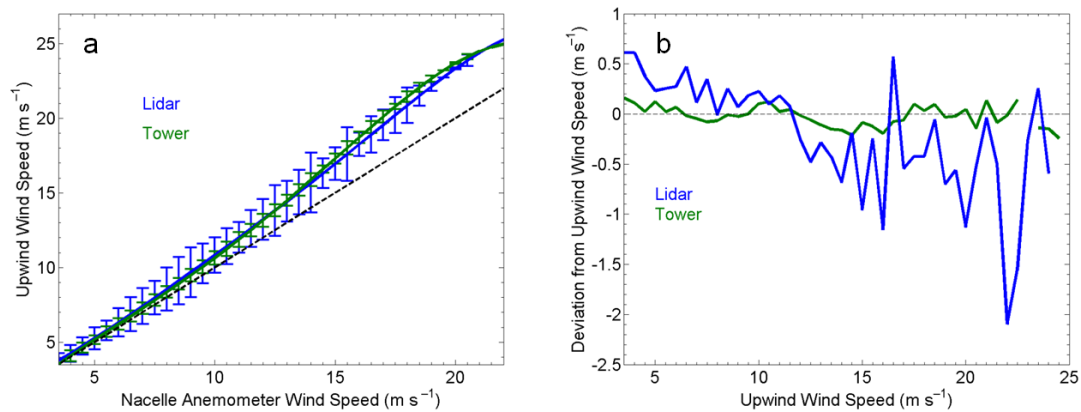 a
Lidar
Tower
Upwind Wind Speed (m s⁻¹)
25
20
15
10
5
5 10 15 20
Nacelle Anemometer Wind Speed (m s⁻¹)
b
Lidar
Tower
Deviation from Upwind Wind Speed (m s⁻¹)
1
0.5
0
-0.5
-1
-1.5
-2
-2.5
5 10 15 20 25
Upwind Wind Speed (m s⁻¹)